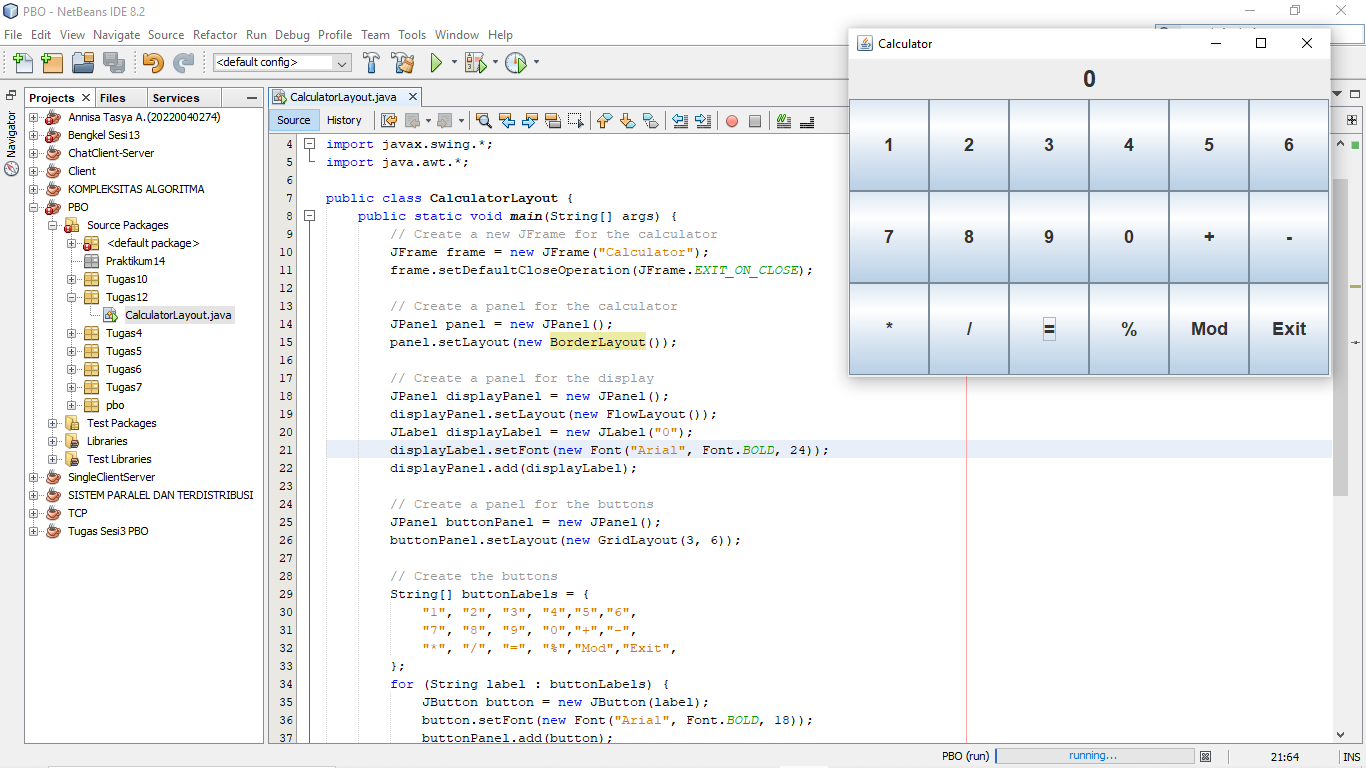 PBO - NetBeans IDE 8.2
File Edit View Navigate Source Refactor Run Debug Profile Team Tools Window Help
<default config>
Projects Files Services
Navigator
Annisa Tasya A.(20220040274)
Bengkel Sesi13
ChatClient-Server
Client
KOMPLEKSITAS ALGORITMA
PBO
Source Packages
<default package>
Praktikum14
Tugas10
Tugas12
CalculatorLayout.java
Tugas4
Tugas5
Tugas6
Tugas7
pbo
Test Packages
Libraries
Test Libraries
SingleClientServer
SISTEM PARALEL DAN TERDISTRIBUSI
TCP
Tugas Sesi3 PBO
CalculatorLayout.java
Source History
4 import javax.swing.*;
5 import java.awt.*;
6
7 public class CalculatorLayout {
8 public static void main(String[] args) {
9 // Create a new JFrame for the calculator
10 JFrame frame = new JFrame("Calculator");
11 frame.setDefaultCloseOperation(JFrame.EXIT_ON_CLOSE);
12
13 // Create a panel for the calculator
14 JPanel panel = new JPanel();
15 panel.setLayout(new BorderLayout());
16
17 // Create a panel for the display
18 JPanel displayPanel = new JPanel();
19 displayPanel.setLayout(new FlowLayout());
20 JLabel displayLabel = new JLabel("0");
21 displayLabel.setFont(new Font("Arial", Font.BOLD, 24));
22 displayPanel.add(displayLabel);
23
24 // Create a panel for the buttons
25 JPanel buttonPanel = new JPanel();
26 buttonPanel.setLayout(new GridLayout(3, 6));
27
28 // Create the buttons
29 String[] buttonLabels = {
30 "1", "2", "3", "4","5","6",
31 "7", "8", "9", "0","+","-",
32 "*", "/", "=", "%","Mod","Exit",
33 };
34 for (String label : buttonLabels) {
35 JButton button = new JButton(label);
36 button.setFont(new Font("Arial", Font.BOLD, 18));
37 buttonPanel.add(button);
Calculator
0
1 2 3 4 5 6
7 8 9 0 + -
* / = % Mod Exit
PBO (run) running... 21:64 INS